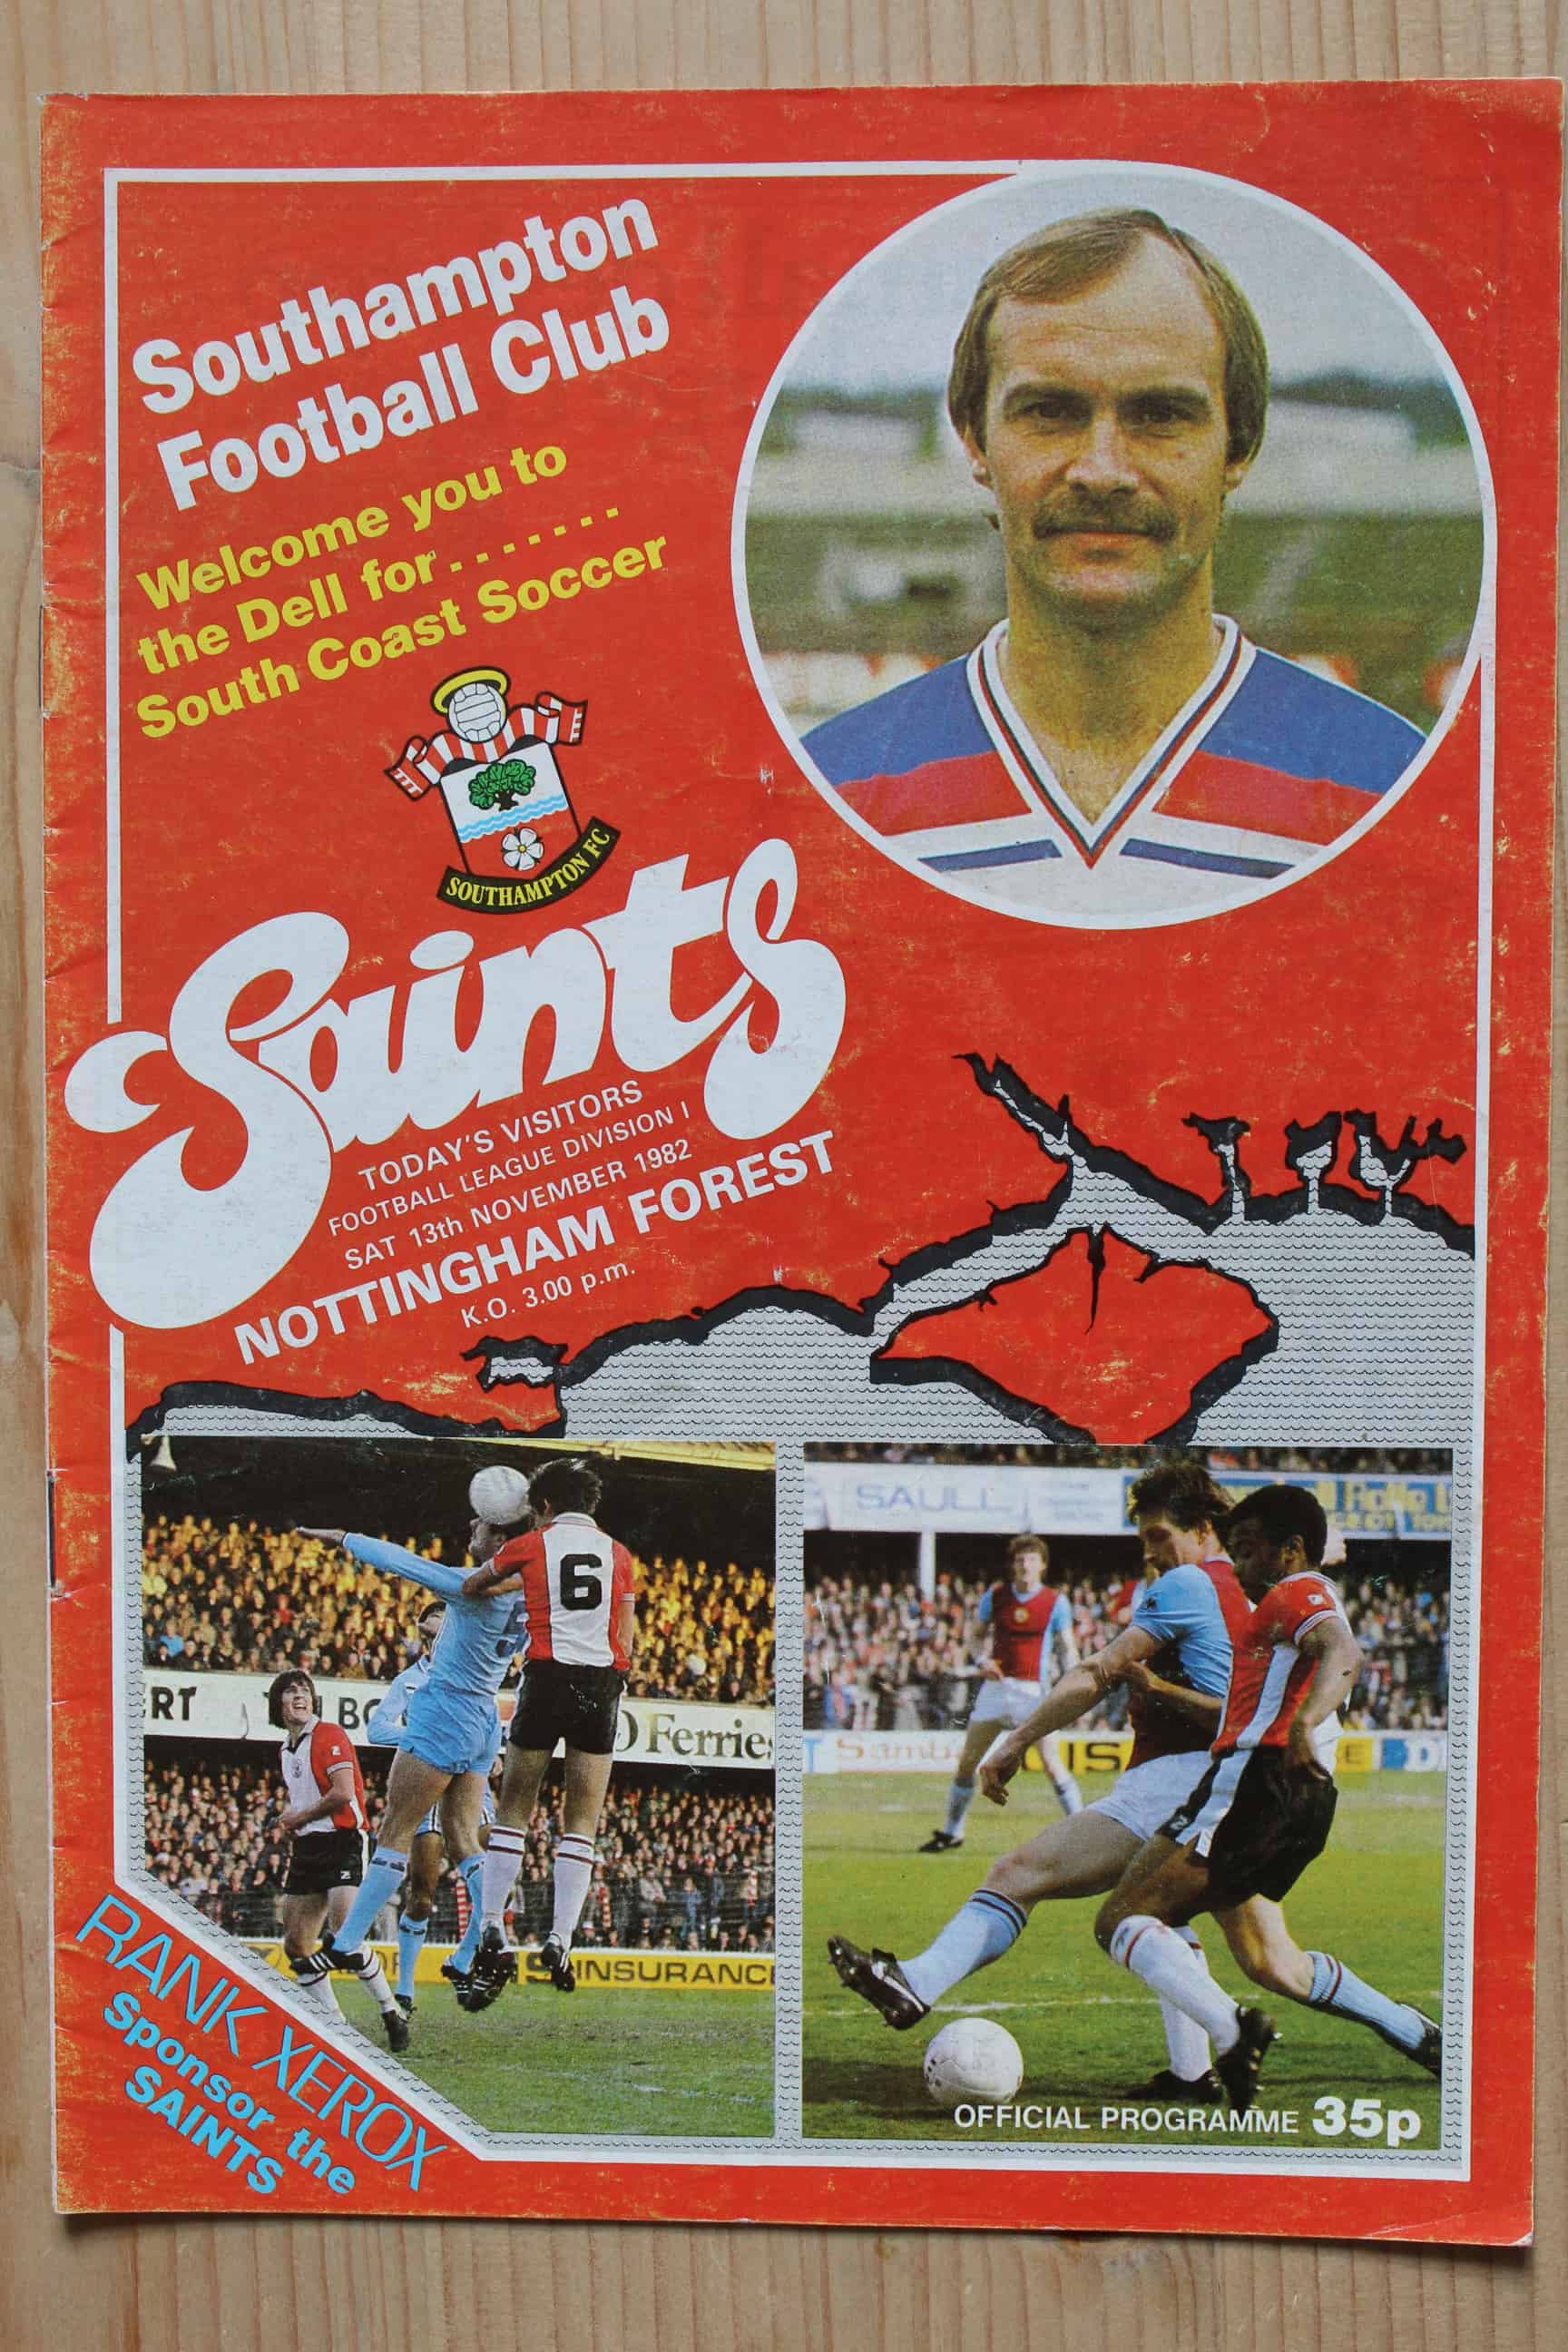 Southampton
Football Club
Welcome you to
the Dell for.......
South Coast Soccer
SOUTHAMPTON FC
Saints
TODAY'S VISITORS
FOOTBALL LEAGUE DIVISION I
SAT 13th NOVEMBER 1982
NOTTINGHAM FOREST
K.O. 3.00 p.m.
6
ERT
Ferries
INSURANCE
SAULL
RANK XEROX
Sponsor the
SAINTS
OFFICIAL PROGRAMME 35p